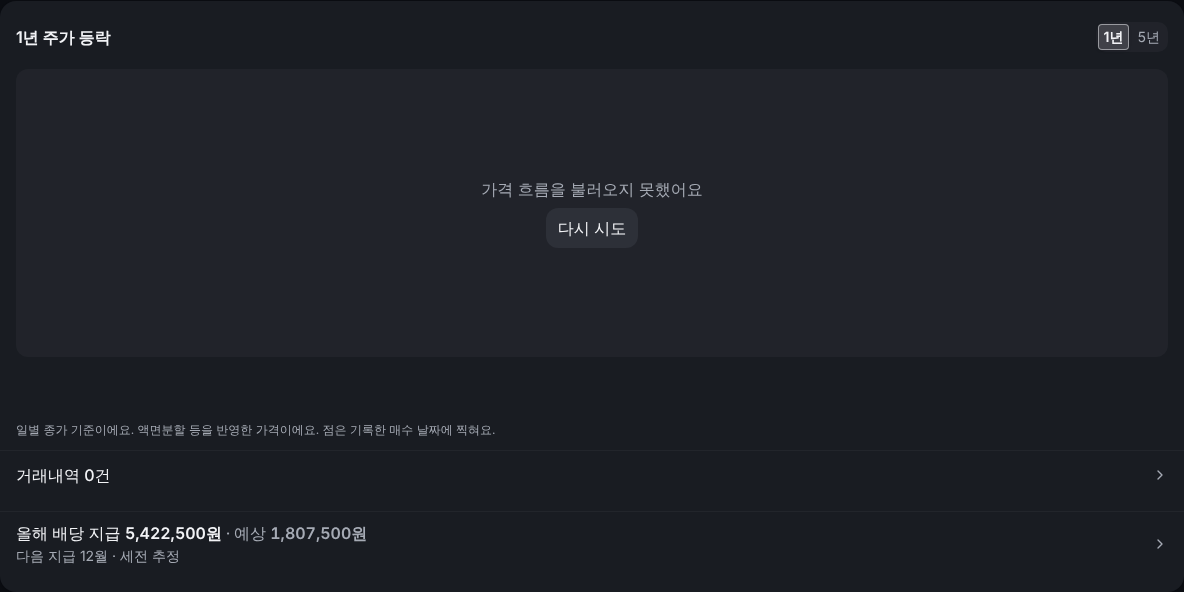 1년 주가 등락
1년 5년
가격 흐름을 불러오지 못했어요
다시 시도
일별 종가 기준이에요. 액면분할 등을 반영한 가격이에요. 점은 기록한 매수 날짜에 찍혀요.
거래내역 0건
올해 배당 지급 5,422,500원 · 예상 1,807,500원
다음 지급 12월 · 세전 추정